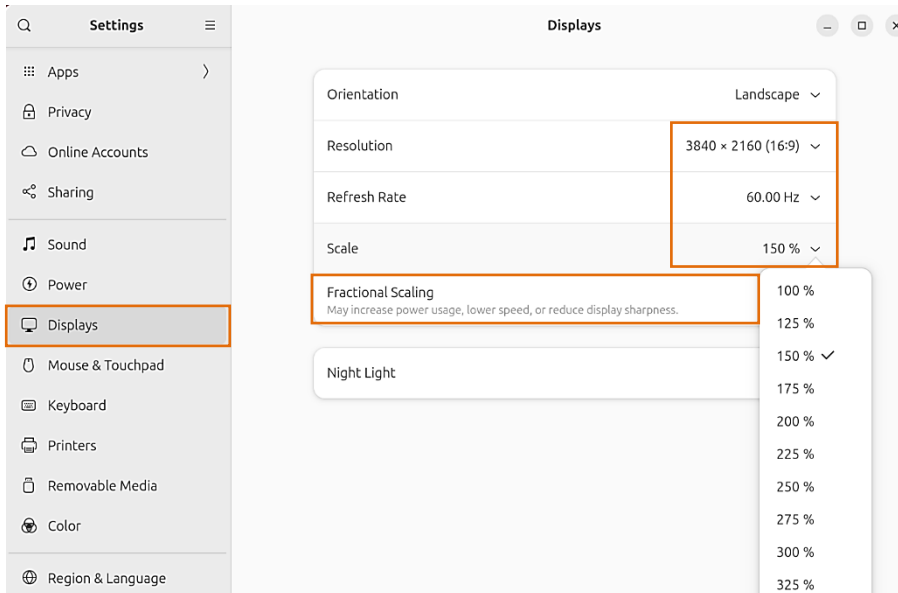 Settings
Apps
Privacy
Online Accounts
Sharing
Sound
Power
Displays
Mouse & Touchpad
Keyboard
Printers
Removable Media
Color
Region & Language
Displays
Orientation
Landscape
Resolution
3840 × 2160 (16∶9)
Refresh Rate
60.00 Hz
Scale
150 %
Fractional Scaling
May increase power usage, lower speed, or reduce display sharpness.
Night Light
100 %
125 %
150 % ✓
175 %
200 %
225 %
250 %
275 %
300 %
325 %